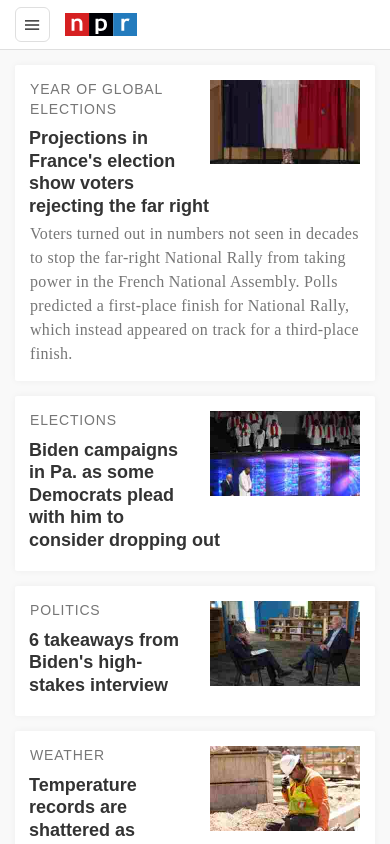 npr
YEAR OF GLOBAL
ELECTIONS
Projections in
France's election
show voters
rejecting the far right
Voters turned out in numbers not seen in decades
to stop the far-right National Rally from taking
power in the French National Assembly. Polls
predicted a first-place finish for National Rally,
which instead appeared on track for a third-place
finish.
ELECTIONS
Biden campaigns
in Pa. as some
Democrats plead
with him to
consider dropping out
POLITICS
6 takeaways from
Biden's high-
stakes interview
WEATHER
Temperature
records are
shattered as